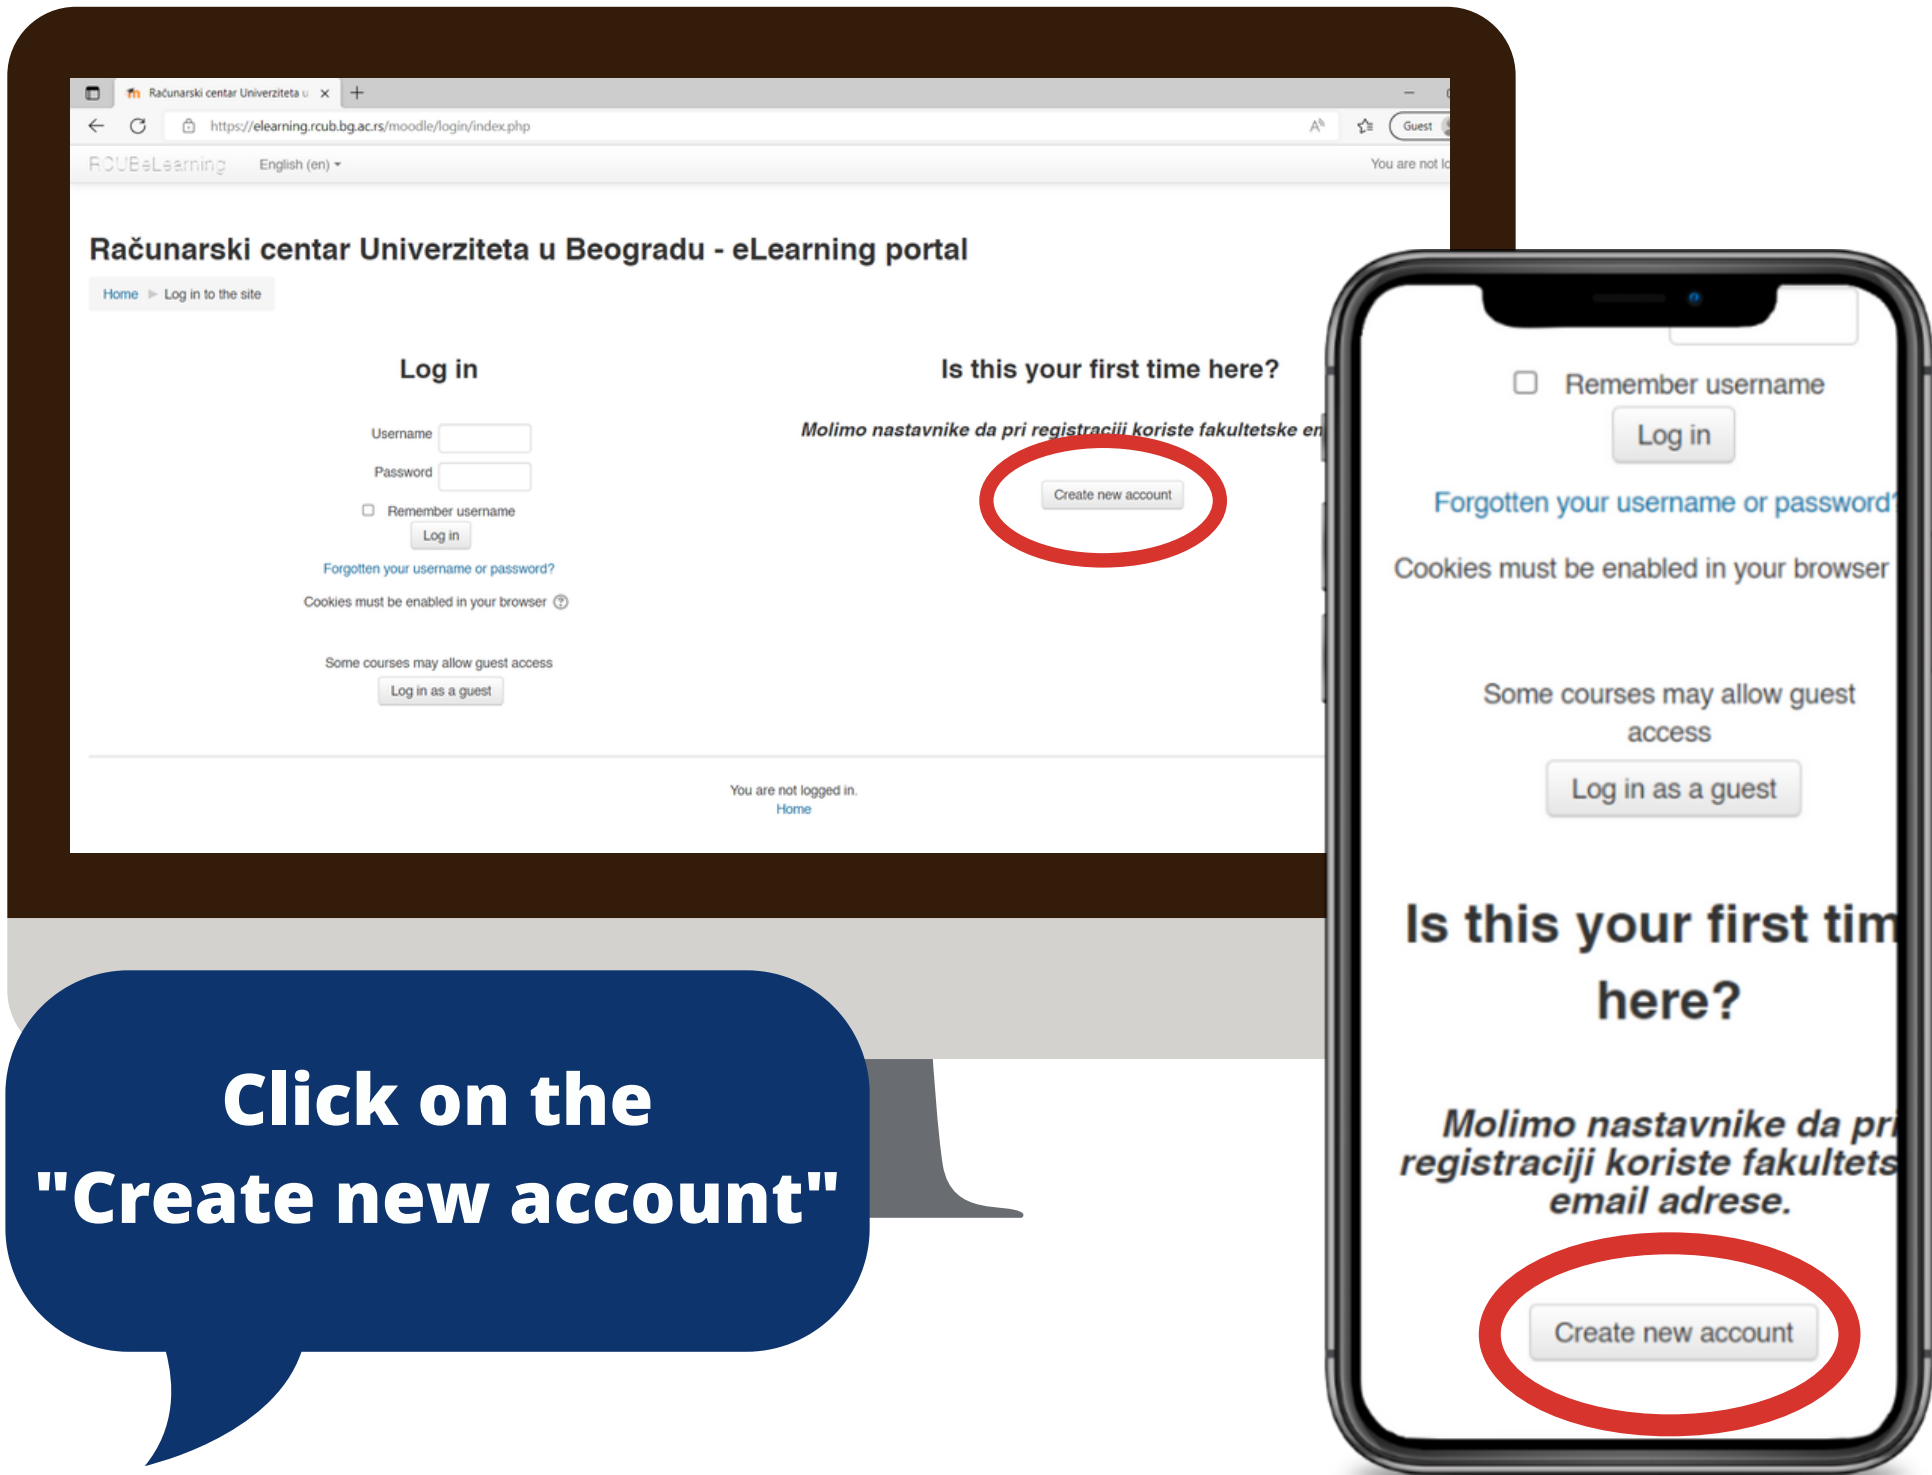 Računarski centar Univerziteta u
https://elearning.rcub.bg.ac.rs/moodle/login/index.php
Guest
RCUBeLearning
English (en)
You are not
Računarski centar Univerziteta u Beogradu - eLearning portal
Home
Log in to the site
Log in
Username
Password
Remember username
Log in
Forgotten your username or password?
Cookies must be enabled in your browser
Some courses may allow guest access
Log in as a guest
Is this your first time here?
Molimo nastavnike da pri registraciji koriste fakultetske
Create new account
You are not logged in.
Home
Remember username
Log in
Forgotten your username or password?
Cookies must be enabled in your browser
Some courses may allow guest
access
Log in as a guest
Is this your first tim
here?
Molimo nastavnike da pri
registraciji koriste fakultets
email adrese.
Create new account
Click on the
"Create new account"